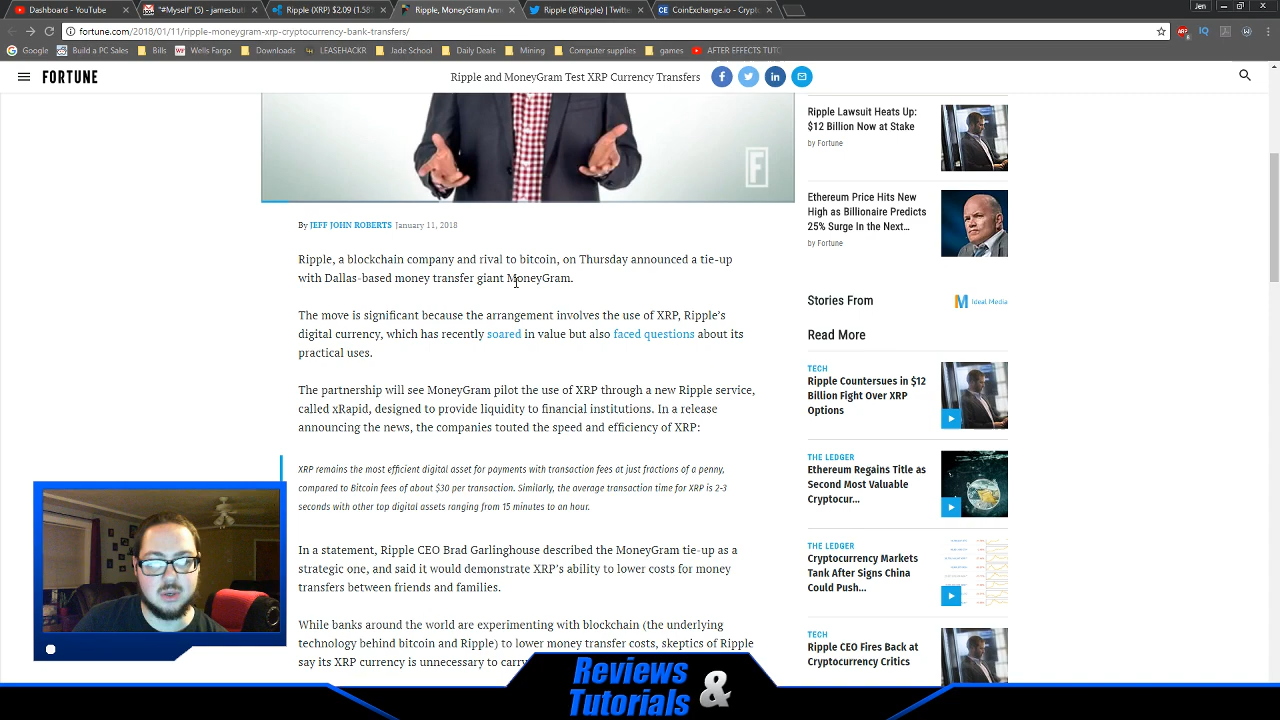 Dashboard - YouTube
"#Myself" (5) - jamesbutl
Ripple (XRP) $2.09 (1.58%
Ripple, MoneyGram Ann
Ripple (@Ripple) | Twitte
CoinExchange.io - Crypto
Jen
fortune.com/2018/01/11/ripple-moneygram-xrp-cryptocurrency-bank-transfers/
Google
Build a PC Sales
Bills
Wells Fargo
Downloads
LEASEHACKR
Jade School
Daily Deals
Mining
Computer supplies
games
AFTER EFFECTS TUT
FORTUNE
Ripple and MoneyGram Test XRP Currency Transfers
F
By JEFF JOHN ROBERTS January 11, 2018
Ripple, a blockchain company and rival to bitcoin, on Thursday announced a tie-up
with Dallas-based money transfer giant MoneyGram.
The move is significant because the arrangement involves the use of XRP, Ripple's
digital currency, which has recently soared in value but also faced questions about its
practical uses.
The partnership will see MoneyGram pilot the use of XRP through a new Ripple service,
called xRapid, designed to provide liquidity to financial institutions. In a release
announcing the news, the companies touted the speed and efficiency of XRP:
XRP remains the most efficient digital asset for payments with transaction fees at just fractions of a penny,
compared to Bitcoin fees of about $30 per transaction. Similarly, the average transaction time for XRP is 2-3
seconds with other top digital assets ranging from 15 minutes to an hour.
In a statement, Ripple CEO Brad Garlinghouse described the MoneyGram tie-up as a
strategic one, and said it would demonstrate XRP's ability to lower costs for money
transfers between friends and families.
While banks around the world are experimenting with blockchain (the underlying
technology behind bitcoin and Ripple) to lower money transfer costs, skeptics of Ripple
say its XRP currency is unnecessary to carry
Ripple Lawsuit Heats Up:
$12 Billion Now at Stake
by Fortune
Ethereum Price Hits New
High as Billionaire Predicts
25% Surge In the Next...
by Fortune
Stories From
Ideal Media
Read More
TECH
Ripple Countersues in $12
Billion Fight Over XRP
Options
THE LEDGER
Ethereum Regains Title as
Second Most Valuable
Cryptocur...
THE LEDGER
Cryptocurrency Markets
Tank After Signs China
Could Push...
TECH
Ripple CEO Fires Back at
Cryptocurrency Critics
Reviews
& Tutorials